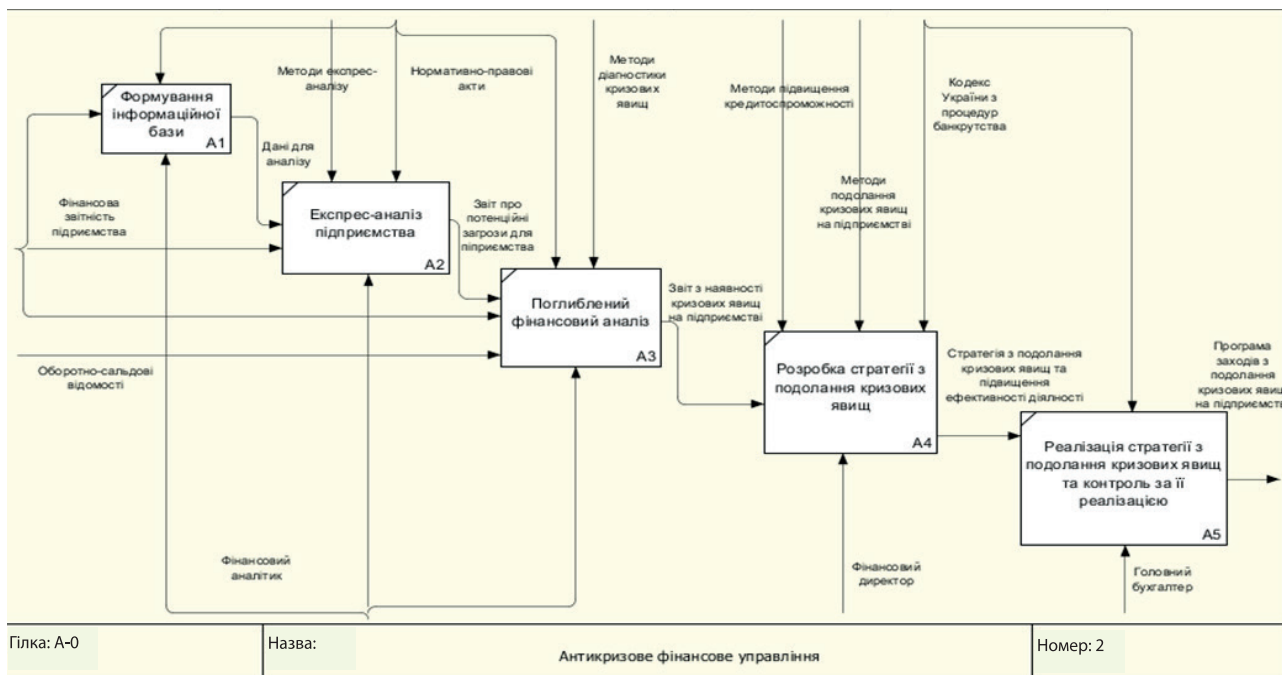 Формування
інформаційної
бази
A1
Методи експрес-
аналізу
Нормативно-правові
акти
Методи
діагностики
кризових
явищ
Методи підвищення
кредитоспроможності
Кодекс
України з
процедур
банкрутства
Дані для
аналізу
Фінансова
звітність
підриємства
Експрес-аналіз
підприємства
A2
Звіт про
потенційні
загрози для
піприємства
Методи
подолання
кризових явищ
на підприємстві
Поглиблений
фінансовий аналіз
A3
Звіт з наявності
кризових явищ
на підприємстві
Оборотно-сальдові
відомості
Розробка стратегії з
подолання кризових
явищ
A4
Стратегія з подолання
кризових явищ та
підвищення
ефективності діялності
Програма
заходів з
подолання
кризових явищ
на підприємстві
Реалізація стратегії з
подолання кризових явищ
та контроль за її
реалізацією
A5
Фінансовий
аналітик
Фінансовий
директор
Головний
бухгалтер
Гілка: A-0
Назва:
Антикризове фінансове управління
Номер: 2